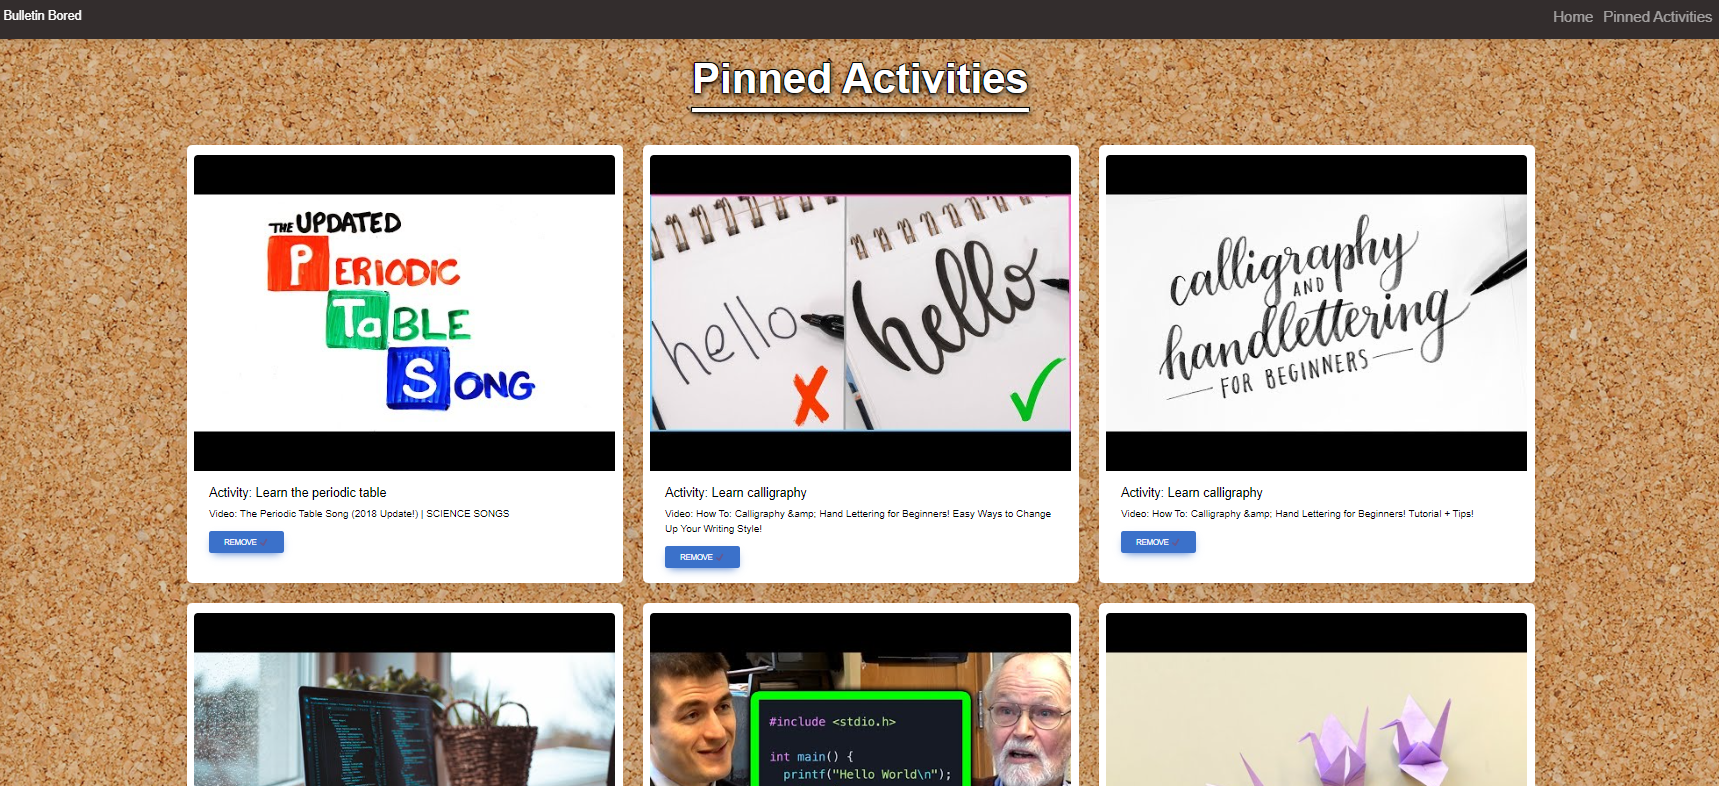 Bulletin Bored
Home Pinned Activities
Pinned Activities
THE UPDATED
PERIODIC
TaBLE
SONG
hello
hello
calligraphy
AND
handlettering
FOR BEGINNERS
Activity: Learn the periodic table
Video: The Periodic Table Song (2018 Update!) | SCIENCE SONGS
REMOVE
Activity: Learn calligraphy
Video: How To: Calligraphy &amp; Hand Lettering for Beginners! Easy Ways to Change
Up Your Writing Style!
REMOVE
Activity: Learn calligraphy
Video: How To: Calligraphy &amp; Hand Lettering for Beginners! Tutorial + Tips!
REMOVE
#include <stdio.h>
int main() {
printf("Hello World\n");